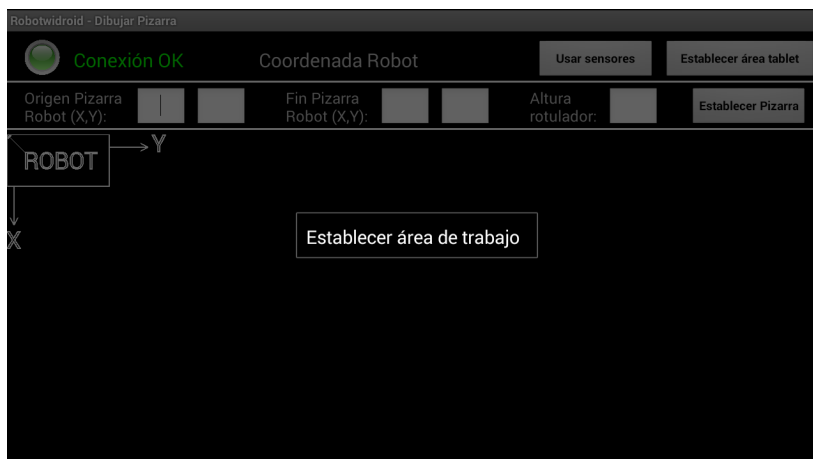 Robotwidroid - Dibujar Pizarra
Conexión OK
Coordenada Robot
Usar sensores
Establecer área tablet
Origen Pizarra
Robot (X,Y):
Fin Pizarra
Robot (X,Y):
Altura
rotulador:
Establecer Pizarra
ROBOT
Y
X
Establecer área de trabajo